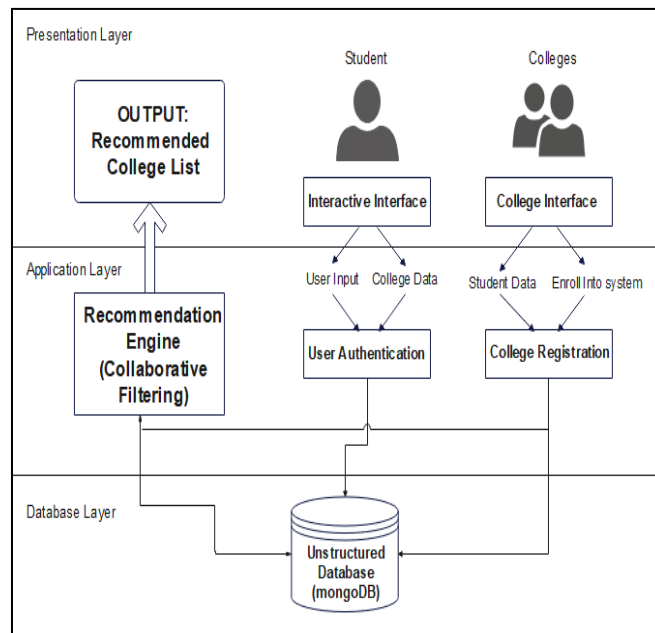 Presentation Layer
Student
Colleges
OUTPUT:
Recommended
College List
Interactive Interface
College Interface
Application Layer
User Input
College Data
Student Data
Enroll Into system
Recommendation
Engine
(Collaborative
Filtering)
User Authentication
College Registration
Database Layer
Unstructured
Database
(mongoDB)